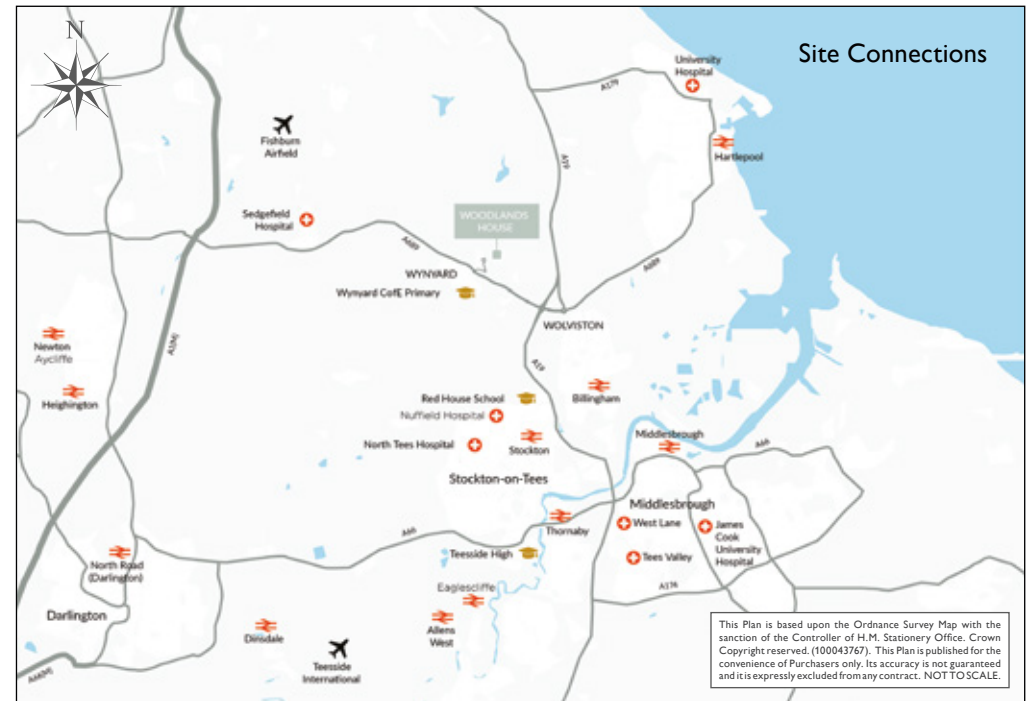 Site Connections
N
University
Hospital
A179
Fishburn
Airfield
Hartlepool
A19
Sedgefield
Hospital
WOODLANDS
HOUSE
A689
A689
WYNYARD
Wynyard CofE Primary
WOLVISTON
Newton
Aycliffe
A1(M)
A19
Heighington
Red House School
Billingham
Nuffield Hospital
Middlesbrough
North Tees Hospital
Stockton
A66
Stockton-on-Tees
Middlesbrough
West Lane
James
Cook
University
Hospital
Thornaby
A66
Teesside High
Tees Valley
North Road
(Darlington)
Eaglescliffe
A174
Darlington
Allens
West
Dinsdale
Teesside
International
A66(M)
This Plan is based upon the Ordnance Survey Map with the
sanction of the Controller of H.M. Stationery Office. Crown
Copyright reserved. (100043767). This Plan is published for the
convenience of Purchasers only. Its accuracy is not guaranteed
and it is expressly excluded from any contract. NOT TO SCALE.